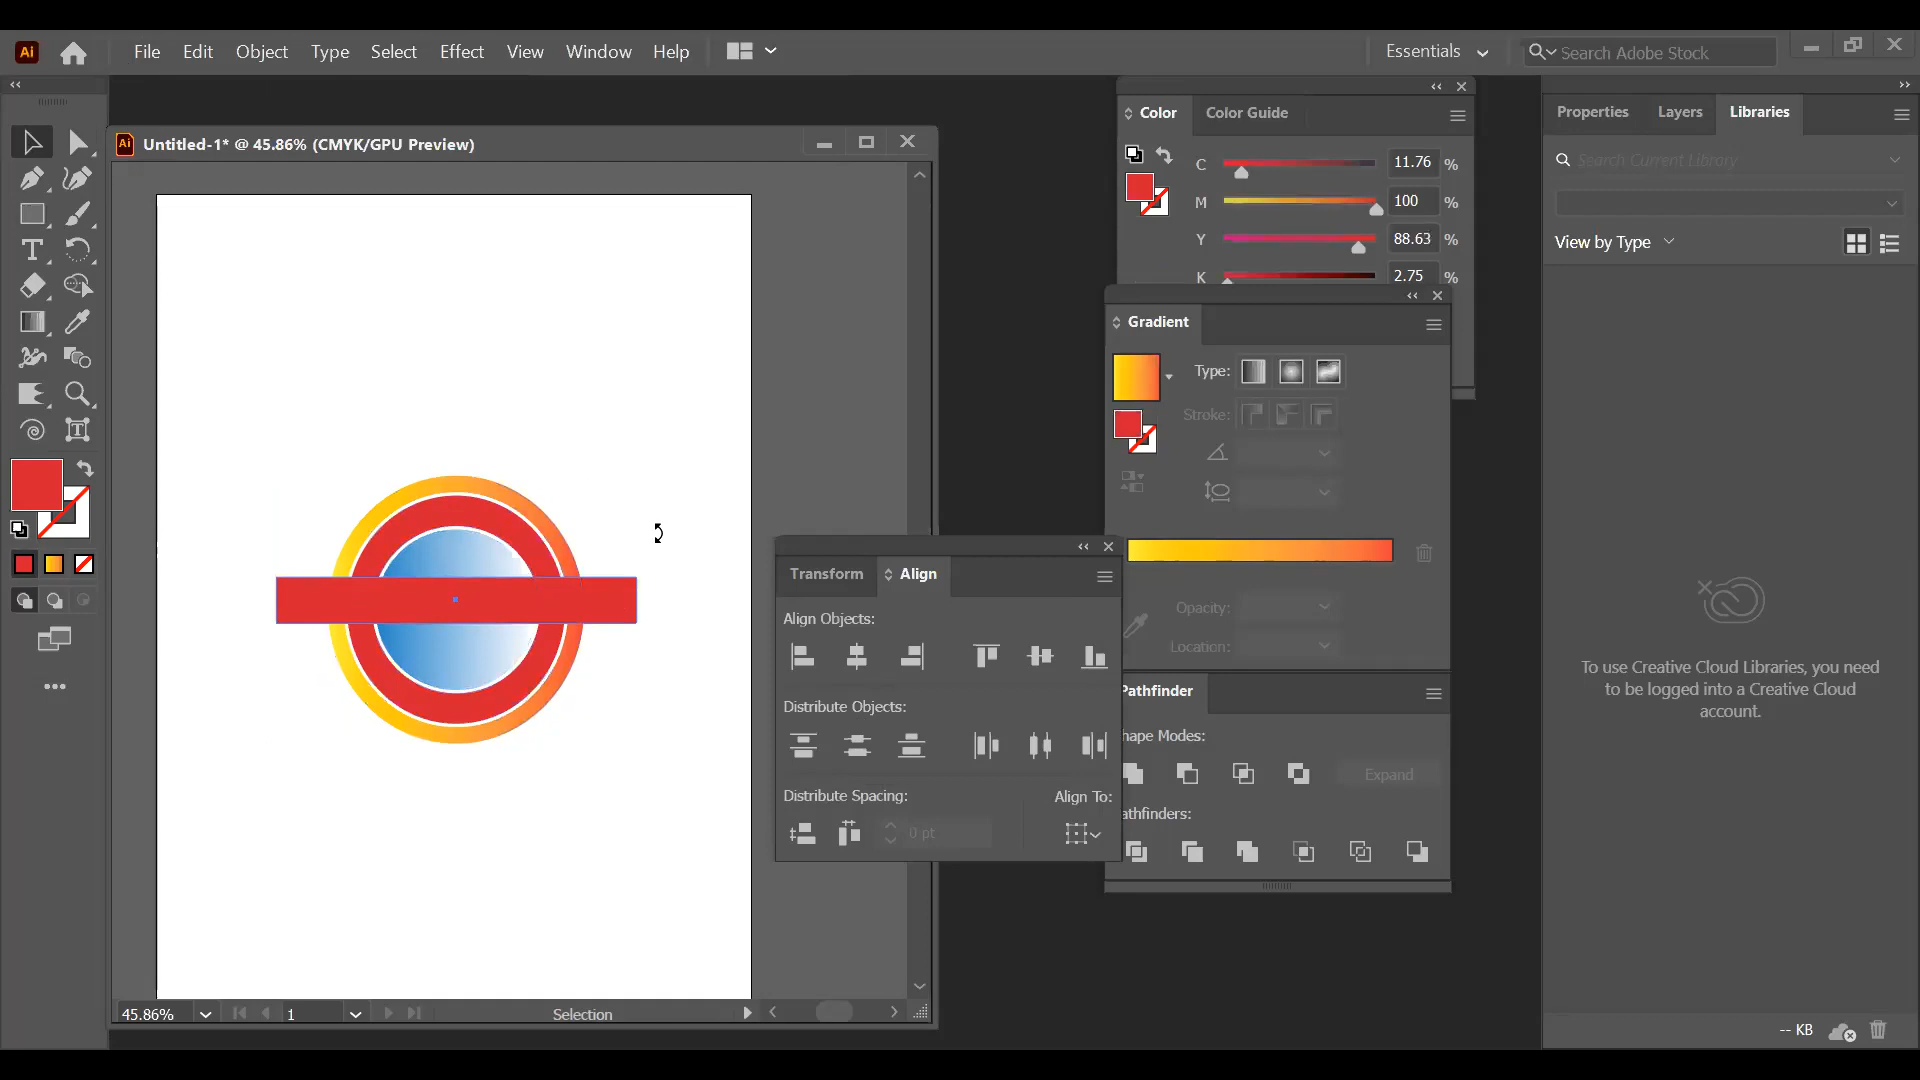 Ai File Edit Object Type Select Effect View Window Help Essentials Search Adobe Stock
Ai Untitled-1* @ 45.86% (CMYK/GPU Preview)
Color Color Guide
C 11.76 %
M 100 %
Y 88.63 %
K 2.75 %
Gradient
Type:
Stroke:
Opacity:
Location:
Transform Align
Align Objects:
Distribute Objects:
Distribute Spacing: Align To:
0 pt
Pathfinder
hape Modes:
Expand
athfinders:
Properties Layers Libraries
Search Current Library
View by Type
To use Creative Cloud Libraries, you need
to be logged into a Creative Cloud
account.
-- KB
45.86% 1 Selection